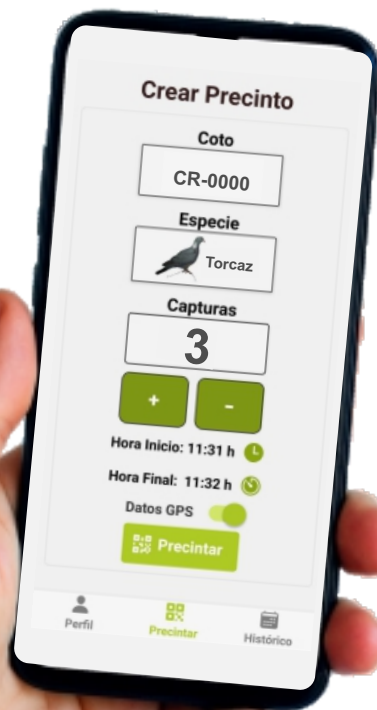 Crear Precinto
Coto
CR-0000
Especie
Torcaz
Capturas
3
+ -
Hora Inicio: 11:31 h
Hora Final: 11:32 h
Datos GPS
Precintar
Perfil Precintar Histórico